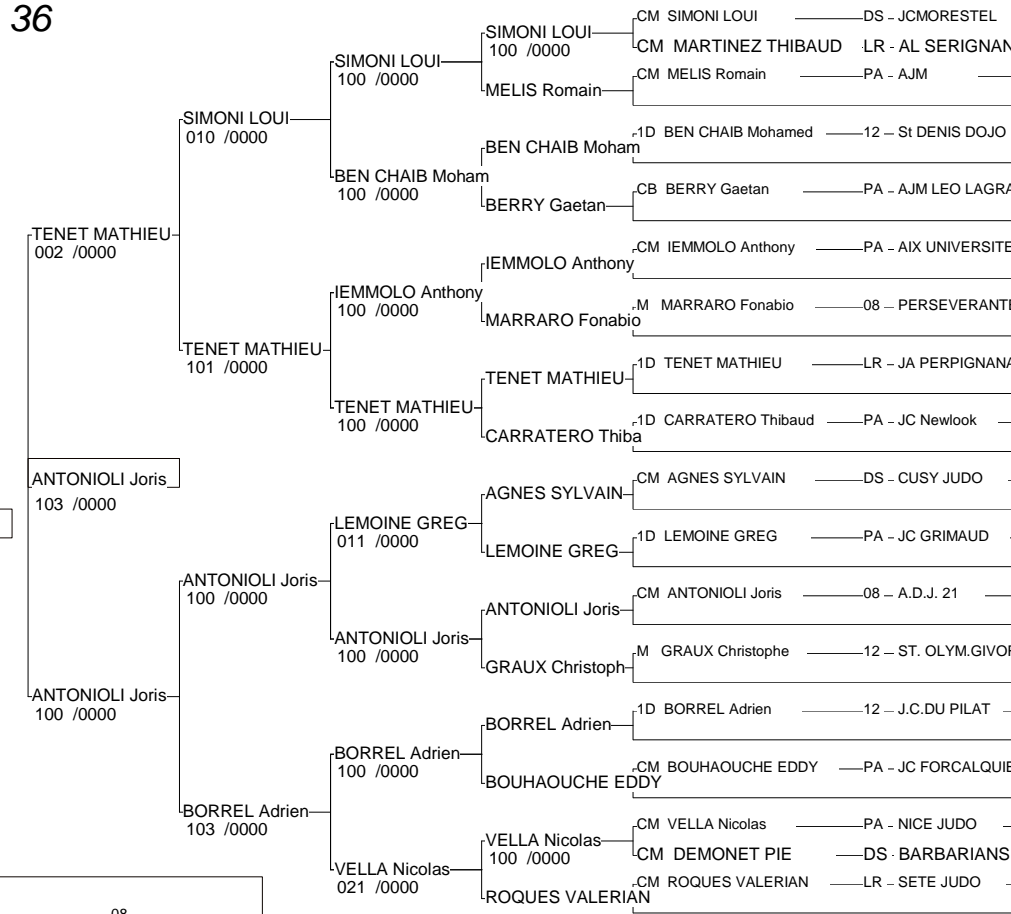 36
CM SIMONI LOUI DS - JCMORESTEL
SIMONI LOUI
100 /0000
CM MARTINEZ THIBAUD LR - AL SERIGNAN
SIMONI LOUI
100 /0000
CM MELIS Romain PA - AJM
MELIS Romain
SIMONI LOUI
010 /0000
1D BEN CHAIB Mohamed 12 - St DENIS DOJO
BEN CHAIB Moham
BEN CHAIB Moham
100 /0000
CB BERRY Gaetan PA - AJM LEO LAGRA
BERRY Gaetan
TENET MATHIEU
002 /0000
CM IEMMOLO Anthony PA - AIX UNIVERSITE
IEMMOLO Anthony
IEMMOLO Anthony
100 /0000
M MARRARO Fonabio 08 - PERSEVERANTE
MARRARO Fonabio
TENET MATHIEU
101 /0000
1D TENET MATHIEU LR - JA PERPIGNANA
TENET MATHIEU
TENET MATHIEU
100 /0000
1D CARRATERO Thibaud PA - JC Newlook
CARRATERO Thiba
ANTONIOLI Joris
103 /0000
CM AGNES SYLVAIN DS - CUSY JUDO
AGNES SYLVAIN
LEMOINE GREG
011 /0000
1D LEMOINE GREG PA - JC GRIMAUD
LEMOINE GREG
ANTONIOLI Joris
100 /0000
CM ANTONIOLI Joris 08 - A.D.J. 21
ANTONIOLI Joris
ANTONIOLI Joris
100 /0000
M GRAUX Christophe 12 - ST. OLYM.GIVOR
GRAUX Christoph
ANTONIOLI Joris
100 /0000
1D BORREL Adrien 12 - J.C.DU PILAT
BORREL Adrien
BORREL Adrien
100 /0000
CM BOUHAOUCHE EDDY PA - JC FORCALQUIE
BOUHAOUCHE EDDY
BORREL Adrien
103 /0000
CM VELLA Nicolas PA - NICE JUDO
VELLA Nicolas
100 /0000
CM DEMONET PIE DS - BARBARIANS
VELLA Nicolas
021 /0000
CM ROQUES VALERIAN LR - SETE JUDO
ROQUES VALERIAN